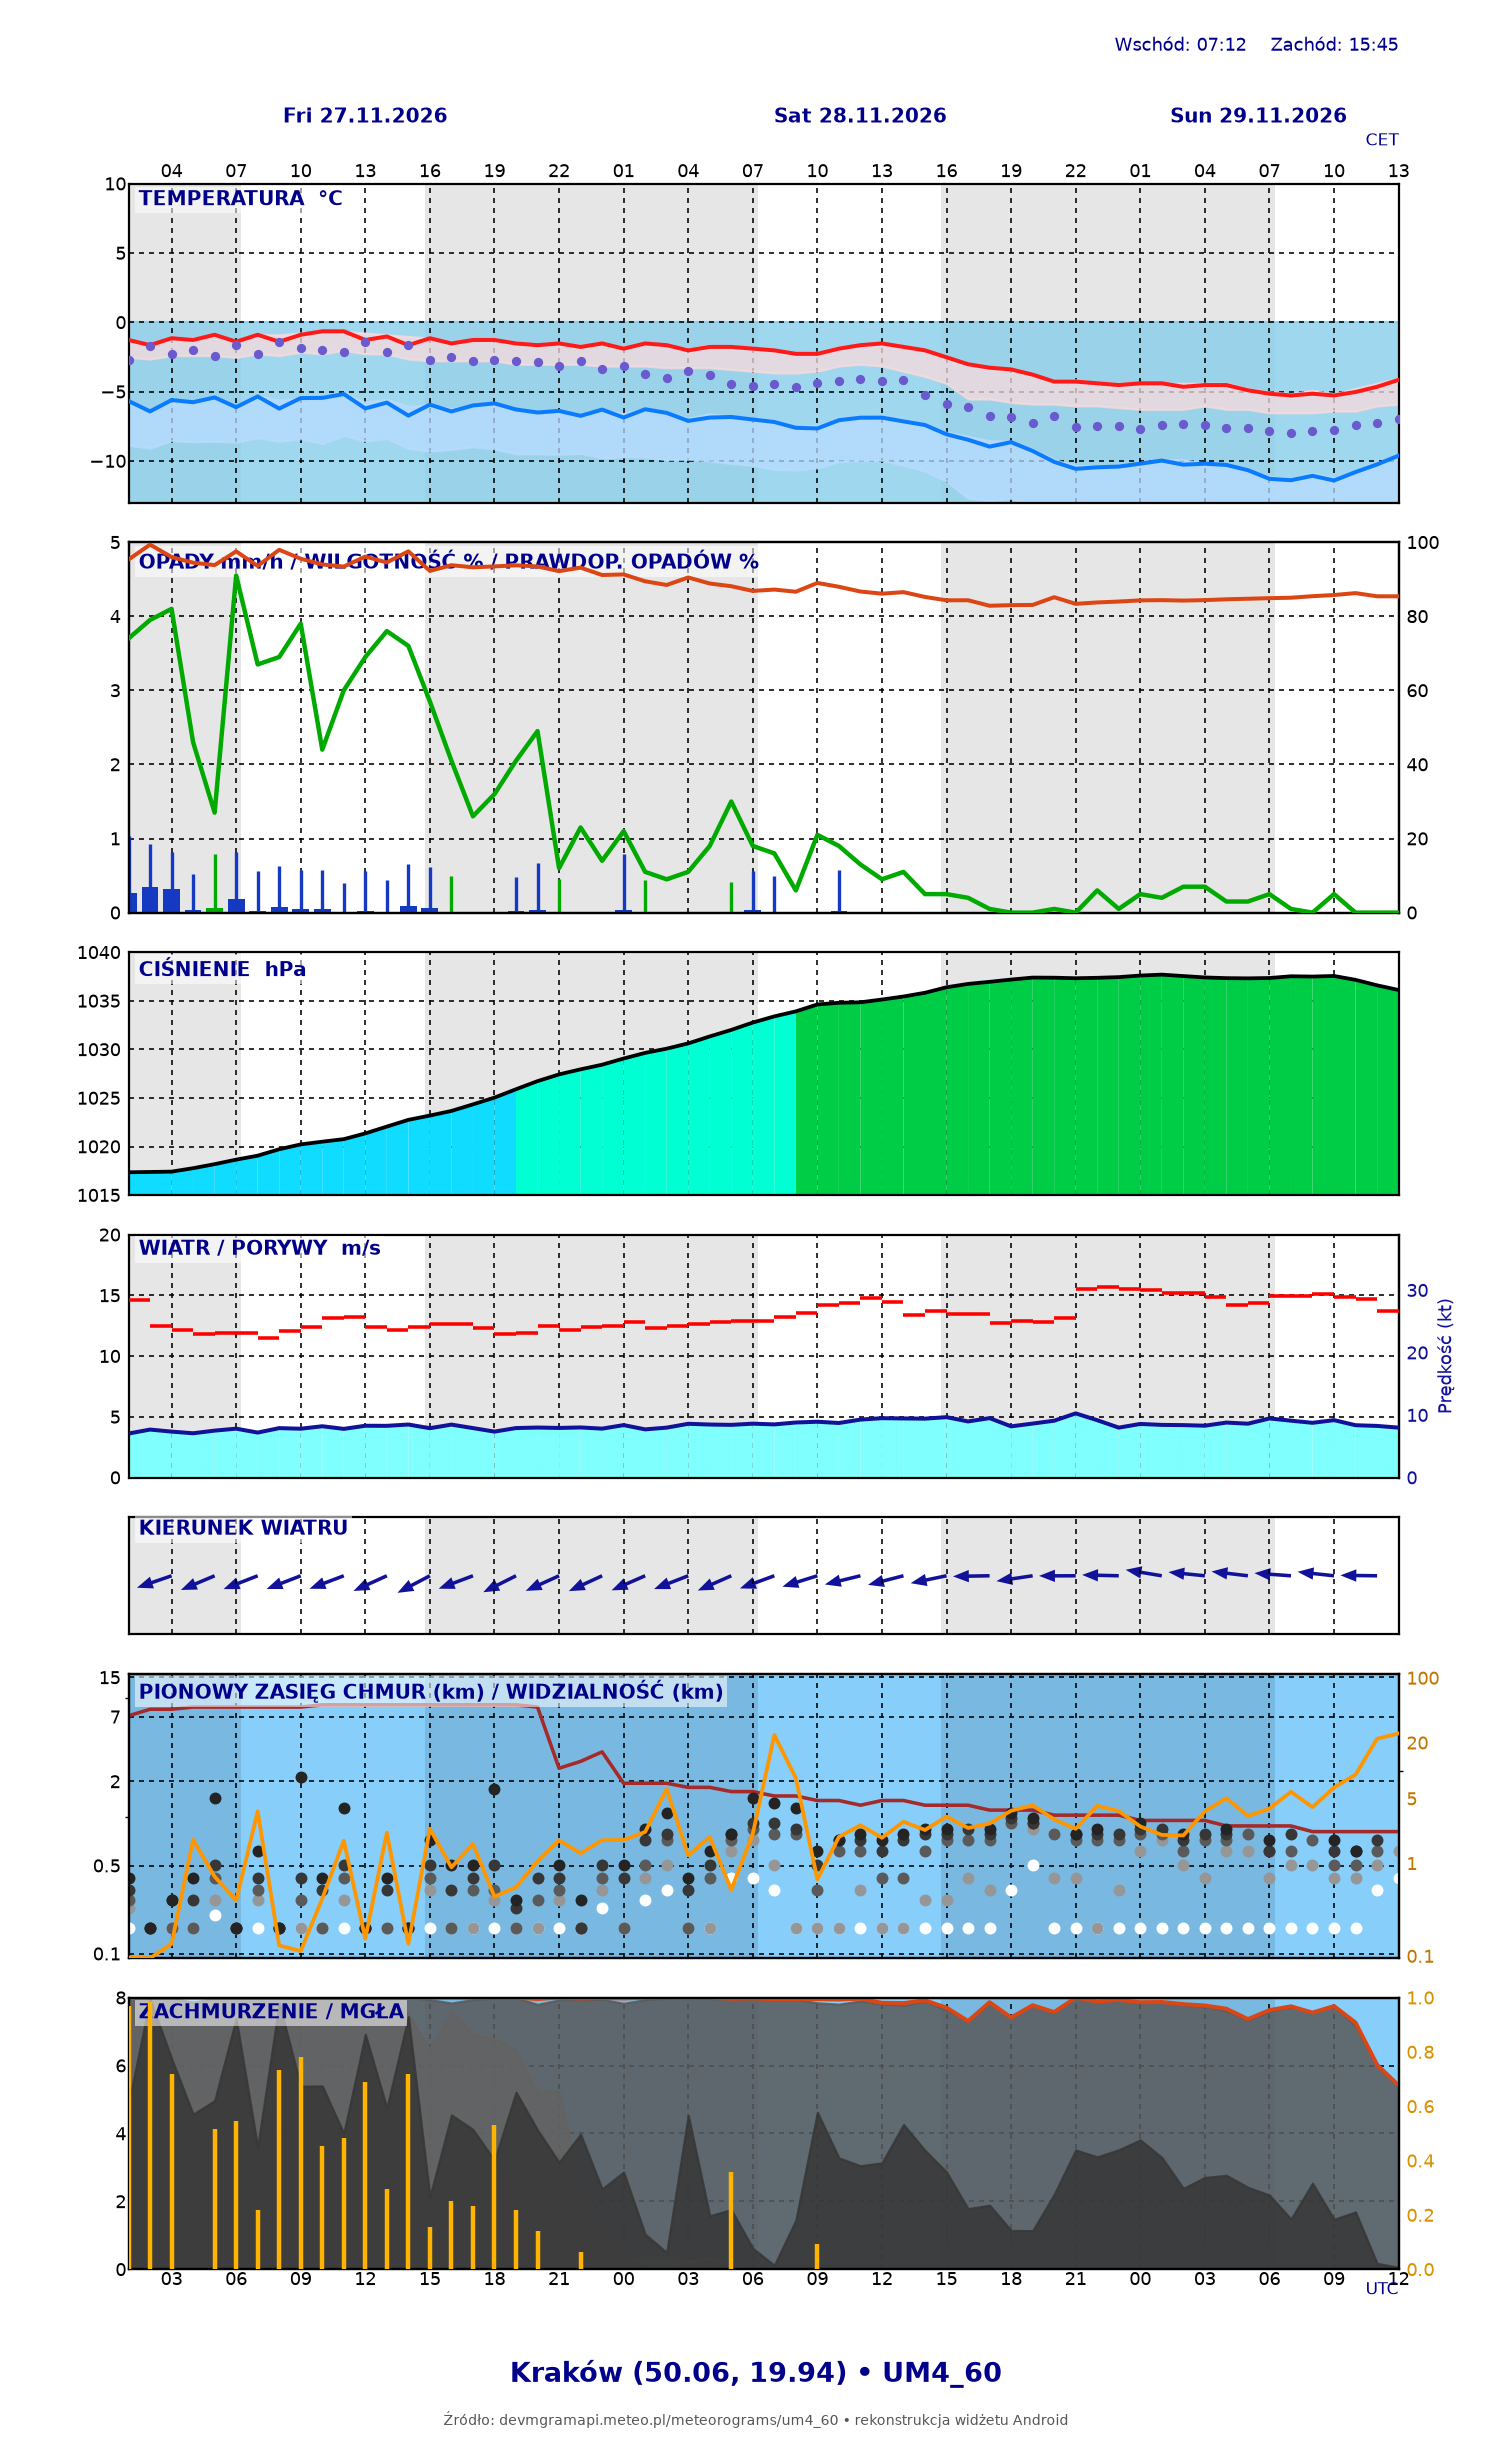 Wschód: 07:12 Zachód: 15:45
Fri 27.11.2026 Sat 28.11.2026 Sun 29.11.2026
CET
04 07 10 13 16 19 22 01 04 07 10 13 16 19 22 01 04 07 10 13
TEMPERATURA °C
10
5
0
−5
−10
OPADY mm/h / WILGOTNOŚĆ % / PRAWDOP. OPADÓW %
5 100
4 80
3 60
2 40
1 20
0 0
CIŚNIENIE hPa
1040
1035
1030
1025
1020
1015
WIATR / PORYWY m/s
20
15 30
10 20
5 10
0 0
Prędkość (kt)
KIERUNEK WIATRU
PIONOWY ZASIĘG CHMUR (km) / WIDZIALNOŚĆ (km)
15 100
7 20
2 5
0.5 1
0.1 0.1
ZACHMURZENIE / MGŁA
8 1.0
6 0.8
0.6
4 0.4
2 0.2
0 0.0
03 06 09 12 15 18 21 00 03 06 09 12 15 18 21 00 03 06 09 12
UTC
Kraków (50.06, 19.94) • UM4_60
Źródło: devmgramapi.meteo.pl/meteorograms/um4_60 • rekonstrukcja widżetu Android